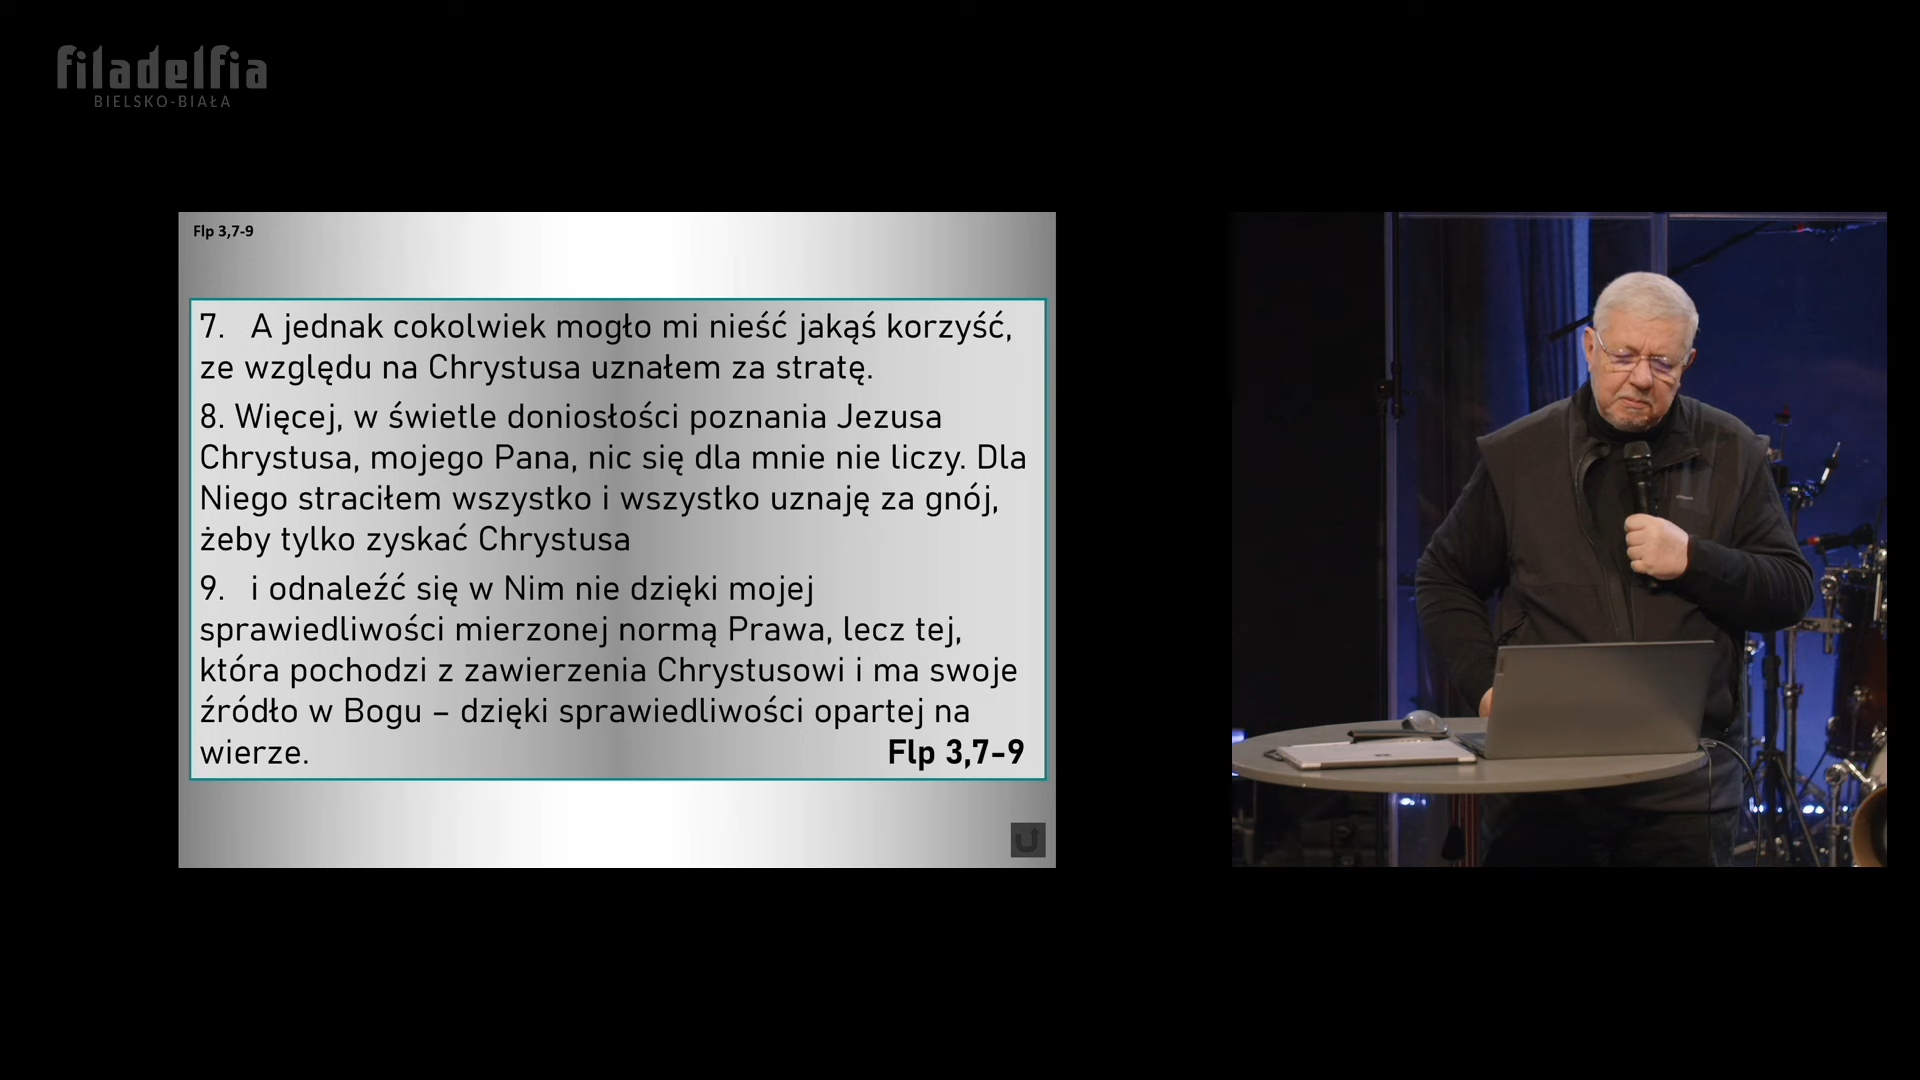 filadelfia
BIELSKO-BIAŁA
Flp 3,7-9
7. A jednak cokolwiek mogło mi nieść jakąś korzyść,
ze względu na Chrystusa uznałem za stratę.
8. Więcej, w świetle doniosłości poznania Jezusa
Chrystusa, mojego Pana, nic się dla mnie nie liczy. Dla
Niego straciłem wszystko i wszystko uznaję za gnój,
żeby tylko zyskać Chrystusa
9. i odnaleźć się w Nim nie dzięki mojej
sprawiedliwości mierzonej normą Prawa, lecz tej,
która pochodzi z zawierzenia Chrystusowi i ma swoje
źródło w Bogu – dzięki sprawiedliwości opartej na
wierze. Flp 3,7-9